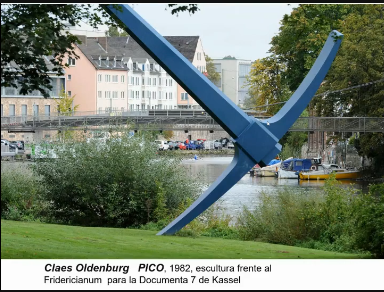 Claes Oldenburg PICO, 1982, escultura frente al
Fridericianum para la Documenta 7 de Kassel